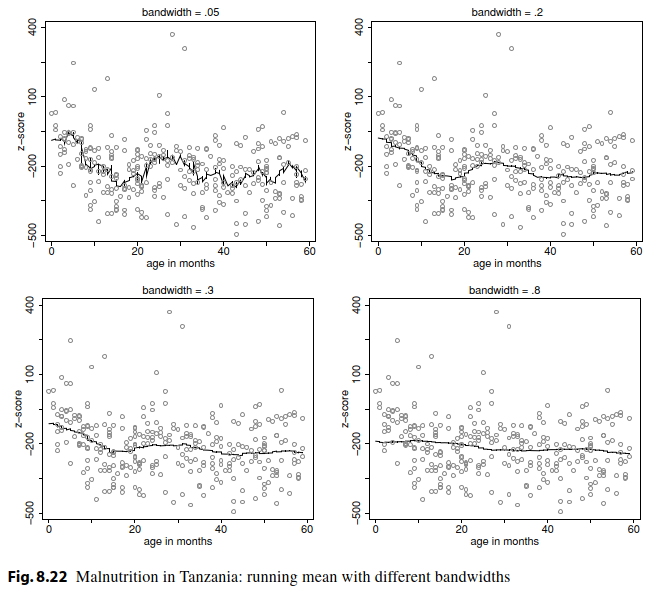 bandwidth = .05
bandwidth = .2
400
100
−200
−500
z−score
0
20
40
60
age in months
400
100
−200
−500
z−score
0
20
40
60
age in months
bandwidth = .3
bandwidth = .8
400
100
−200
−500
z−score
0
20
40
60
age in months
400
100
−200
−500
z−score
0
20
40
60
age in months
Fig. 8.22 Malnutrition in Tanzania: running mean with different bandwidths